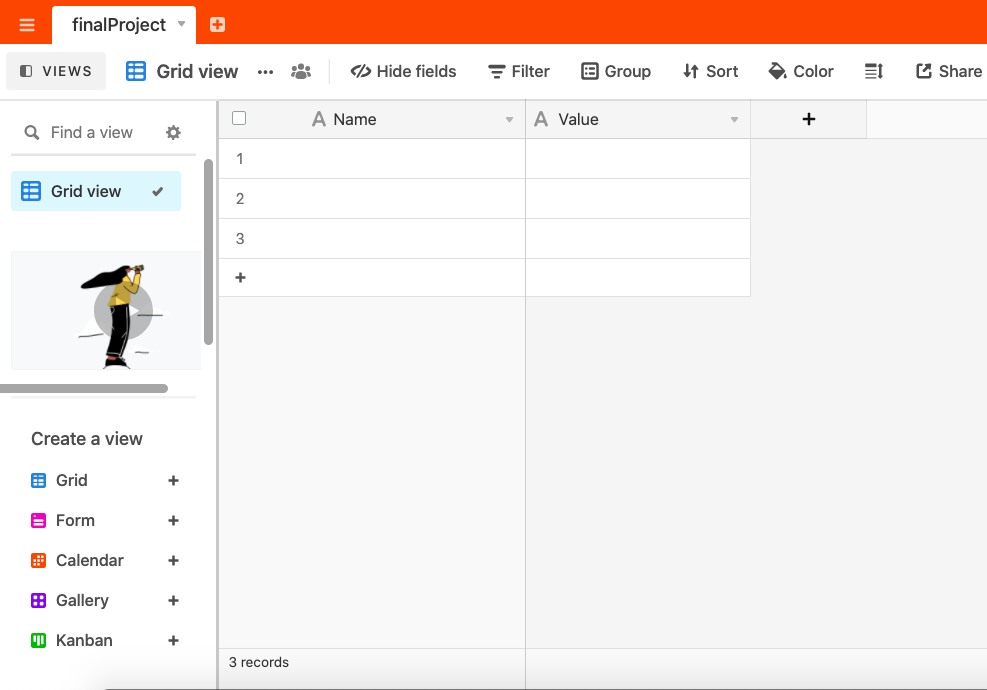 finalProject
VIEWS
Grid view
Hide fields
Filter
Group
Sort
Color
Share
Find a view
Grid view
A Name
A Value
1
2
3
Create a view
Grid
Form
Calendar
Gallery
Kanban
3 records